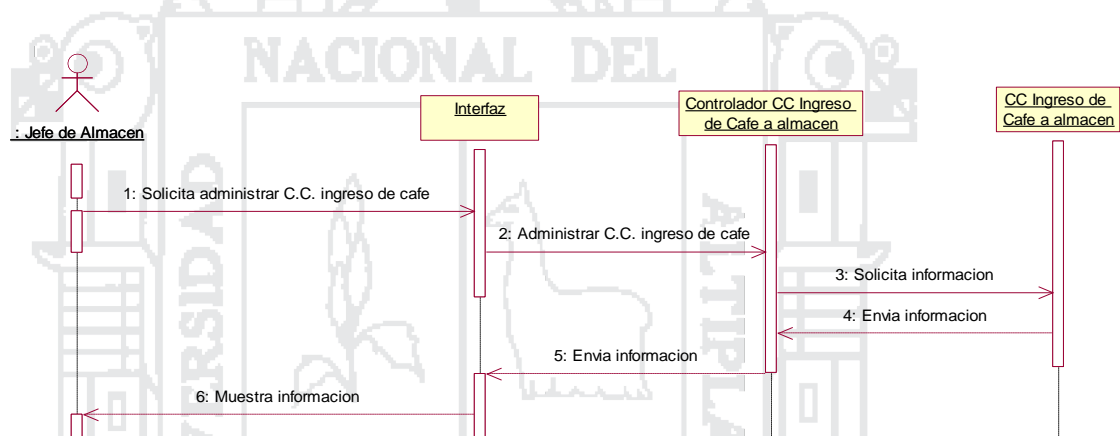 NACIONAL DEL
: Jefe de Almacen
Interfaz
Controlador CC Ingreso
de Cafe a almacen
CC Ingreso de
Cafe a almacen
1: Solicita administrar C.C. ingreso de cafe
2: Administrar C.C. ingreso de cafe
3: Solicita informacion
4: Envia informacion
5: Envia informacion
6: Muestra informacion
ERSIDAD
ALTIPLA